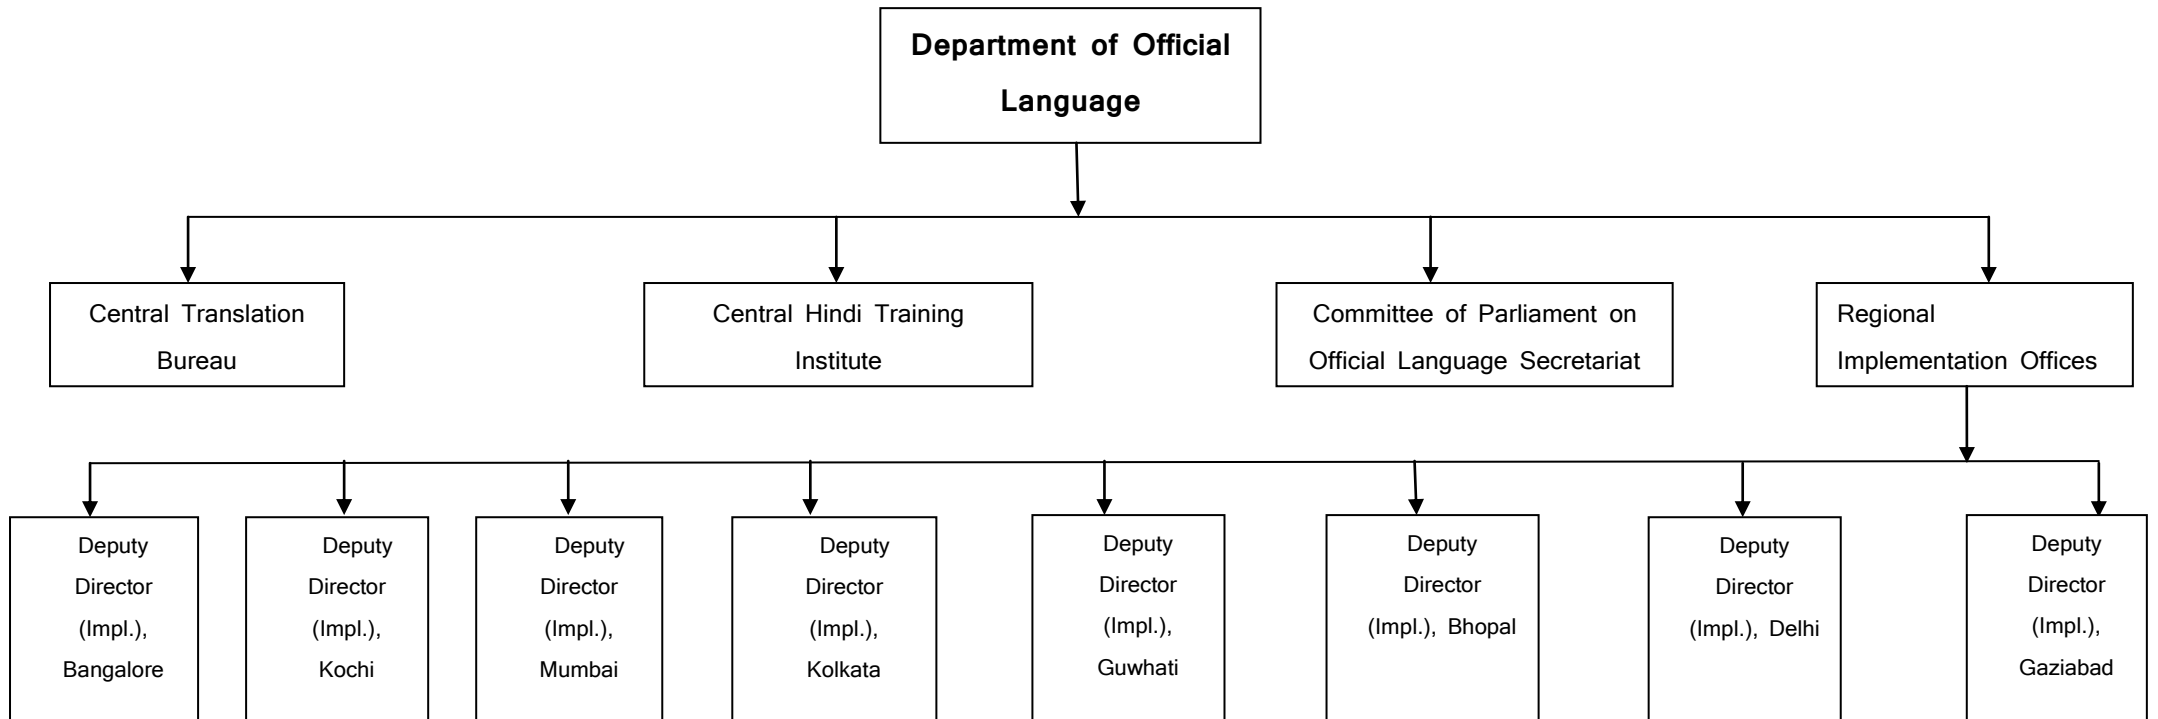 Department of Official
Language
Central Translation
Bureau
Central Hindi Training
Institute
Committee of Parliament on
Official Language Secretariat
Regional
Implementation Offices
Deputy
Director
(Impl.),
Bangalore
Deputy
Director
(Impl.),
Kochi
Deputy
Director
(Impl.),
Mumbai
Deputy
Director
(Impl.),
Kolkata
Deputy
Director
(Impl.),
Guwhati
Deputy
Director
(Impl.), Bhopal
Deputy
Director
(Impl.), Delhi
Deputy
Director
(Impl.),
Gaziabad